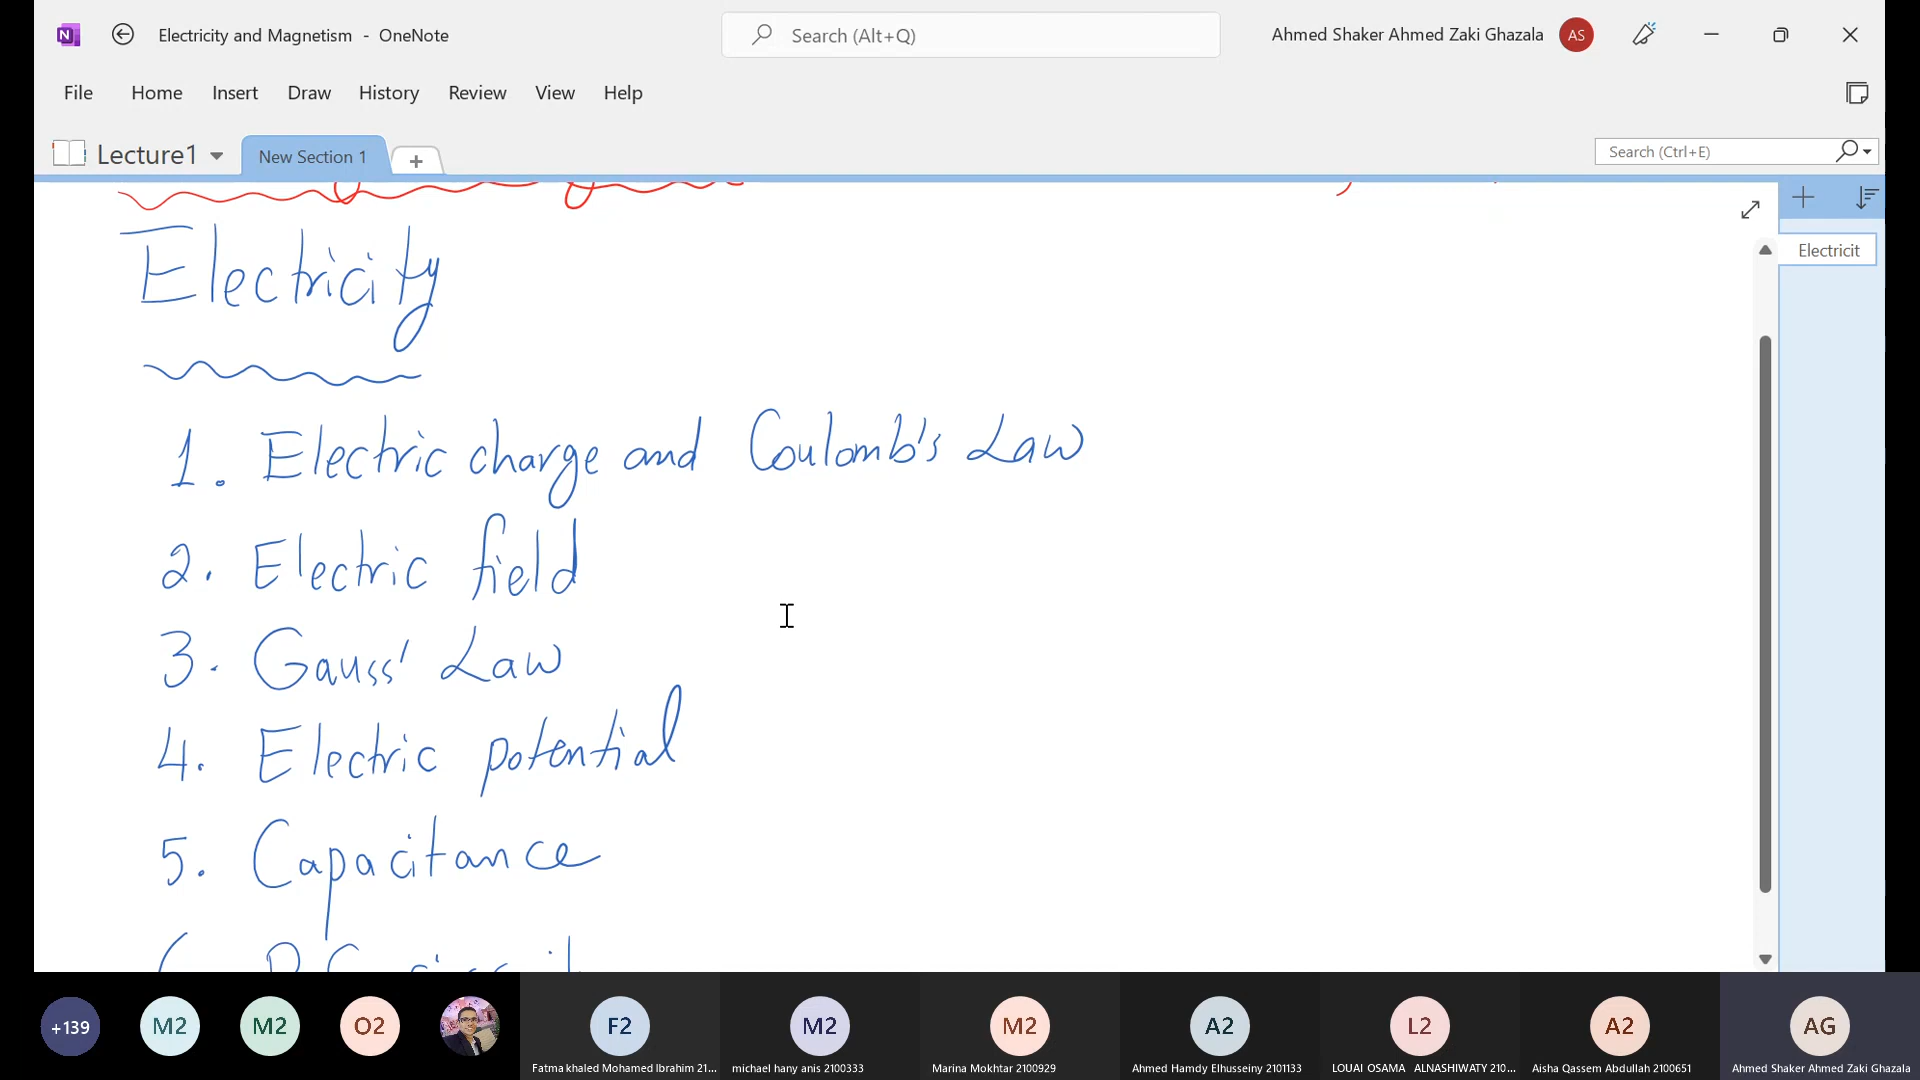 Electricity and Magnetism - OneNote
Search (Alt+Q)
Ahmed Shaker Ahmed Zaki Ghazala
AS
File Home Insert Draw History Review View Help
Lecture1
New Section 1
+
Search (Ctrl+E)
Electricit
Electricity
1. Electric charge and Coulomb's Law
2. Electric field
3. Gauss' Law
4. Electric potential
5. Capacitance
+139 M2 M2 O2 F2 M2 M2 A2 L2 A2 AG
Fatma khaled Mohamed Ibrahim 21... michael hany anis 2100333 Marina Mokhtar 2100929 Ahmed Hamdy Elhusseiny 2101133 LOUAI OSAMA ALNASHIWATY 210... Aisha Qassem Abdullah 2100651 Ahmed Shaker Ahmed Zaki Ghazala